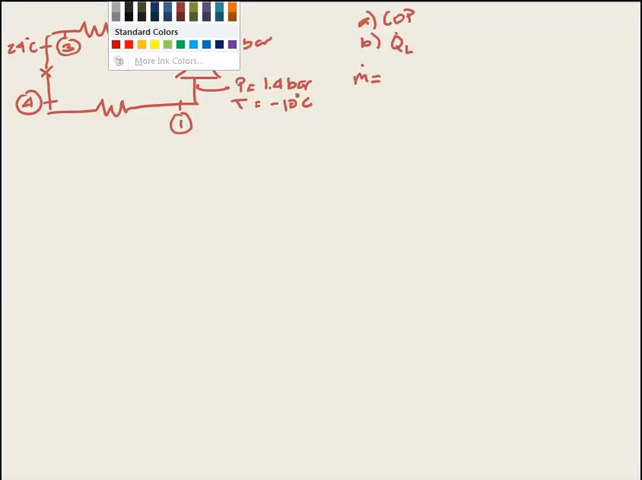 a) COP
24°C
3
Standard Colors
bar
b) Q̇L
More Ink Colors...
P = 1.4 bar
ṁ =
4
T = -10°C
1